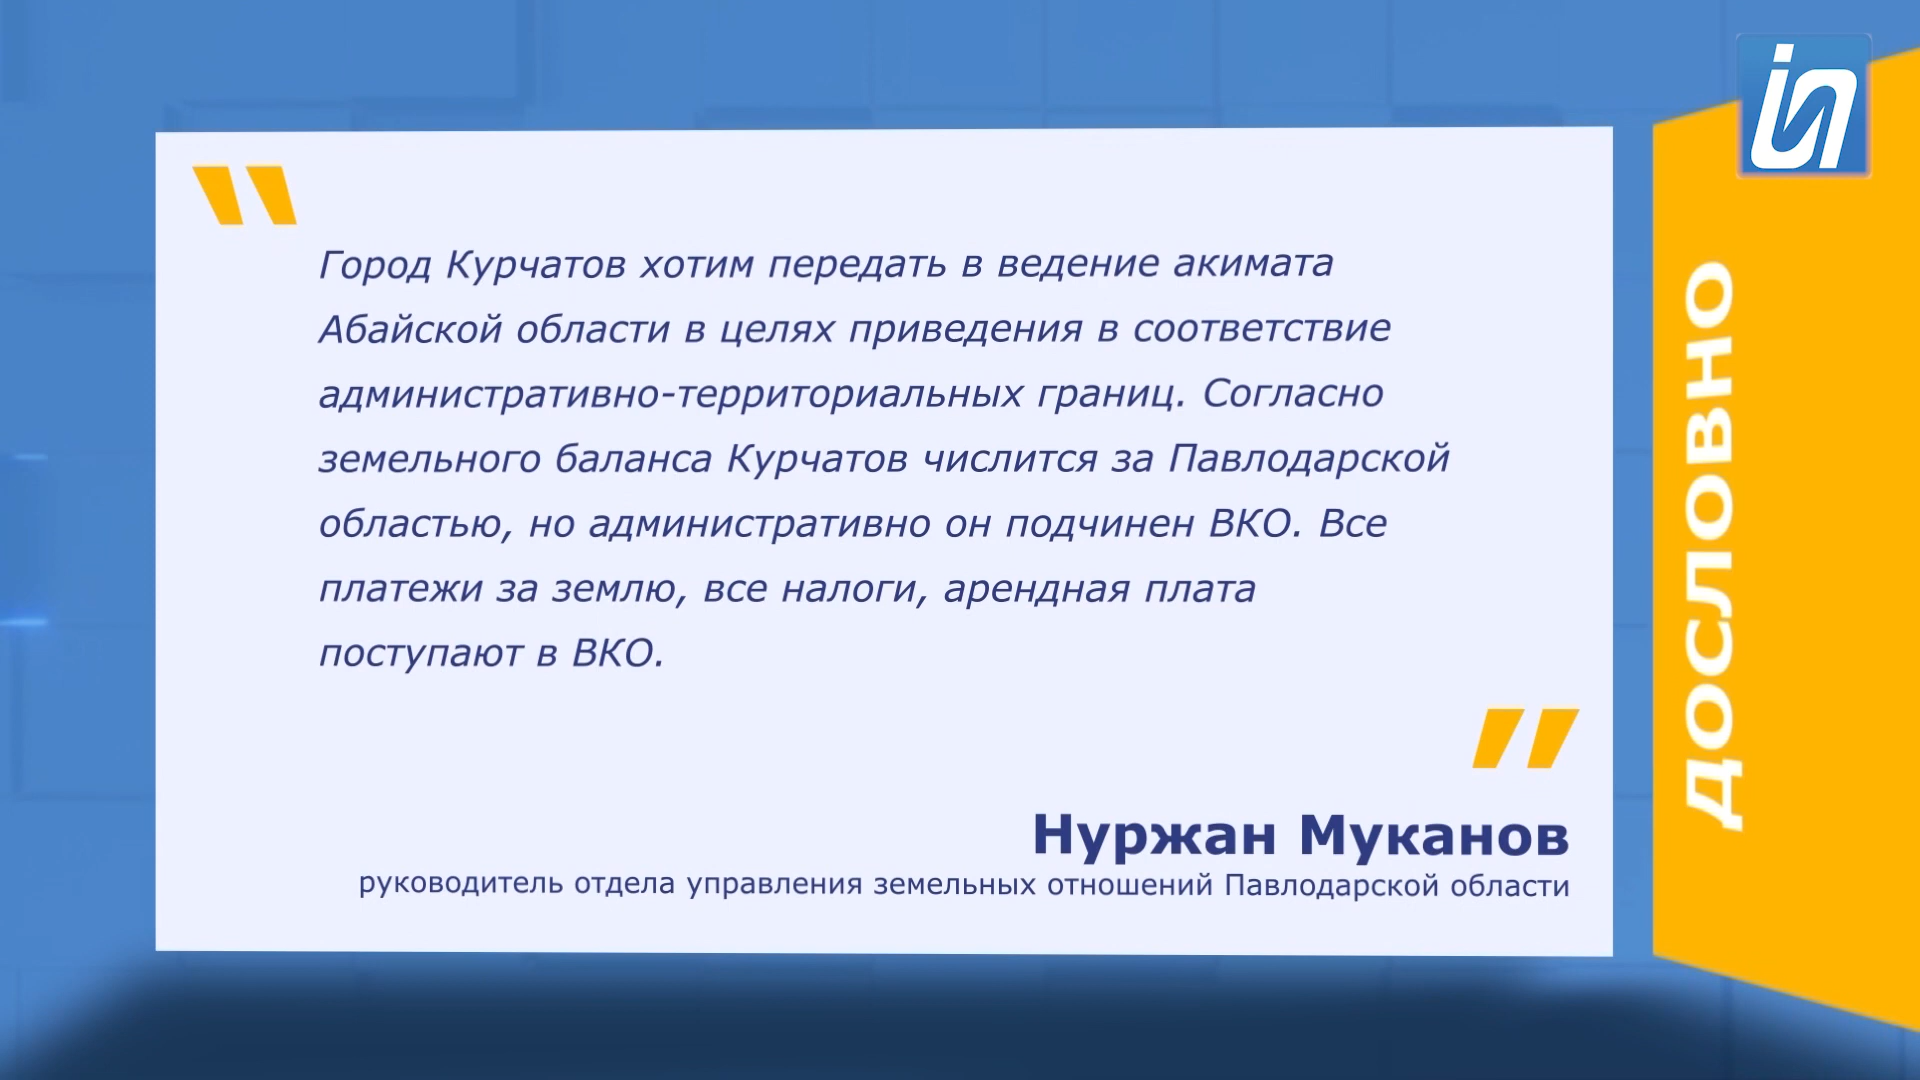 Город Курчатов хотим передать в ведение акимата
Абайской области в целях приведения в соответствие
административно-территориальных границ. Согласно
земельного баланса Курчатов числится за Павлодарской
областью, но административно он подчинен ВКО. Все
платежи за землю, все налоги, арендная плата
поступают в ВКО.
Нуржан Муканов
руководитель отдела управления земельных отношений Павлодарской области
ДОСЛОВНО